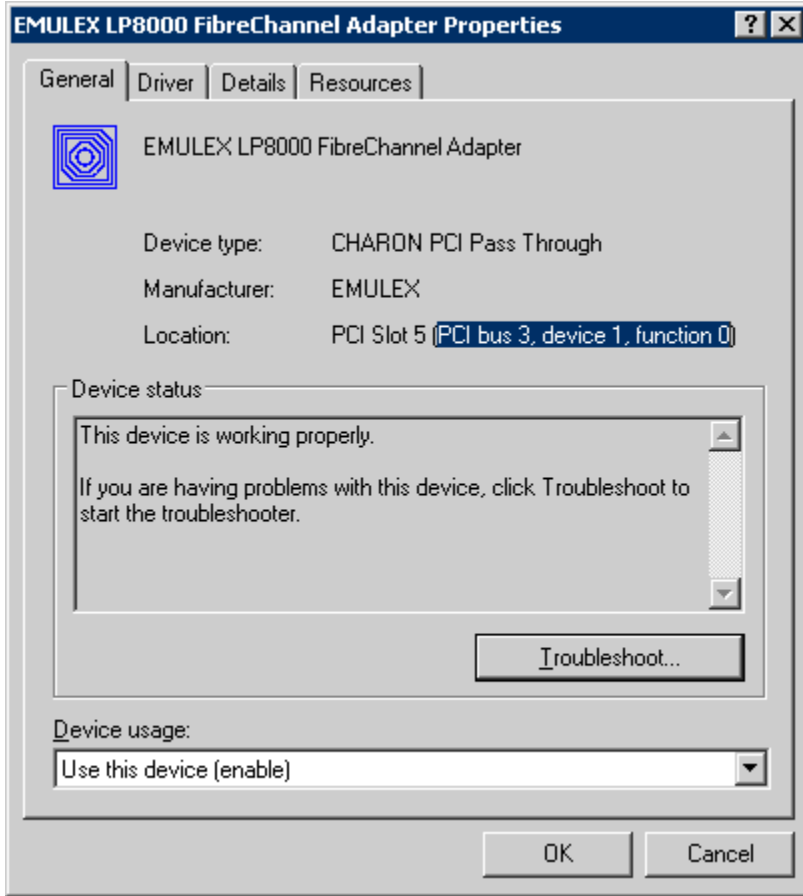 EMULEX LP8000 FibreChannel Adapter Properties
General Driver Details Resources
EMULEX LP8000 FibreChannel Adapter
Device type: CHARON PCI Pass Through
Manufacturer: EMULEX
Location: PCI Slot 5 (PCI bus 3, device 1, function 0)
Device status
This device is working properly.
If you are having problems with this device, click Troubleshoot to
start the troubleshooter.
Troubleshoot...
Device usage:
Use this device (enable)
OK Cancel